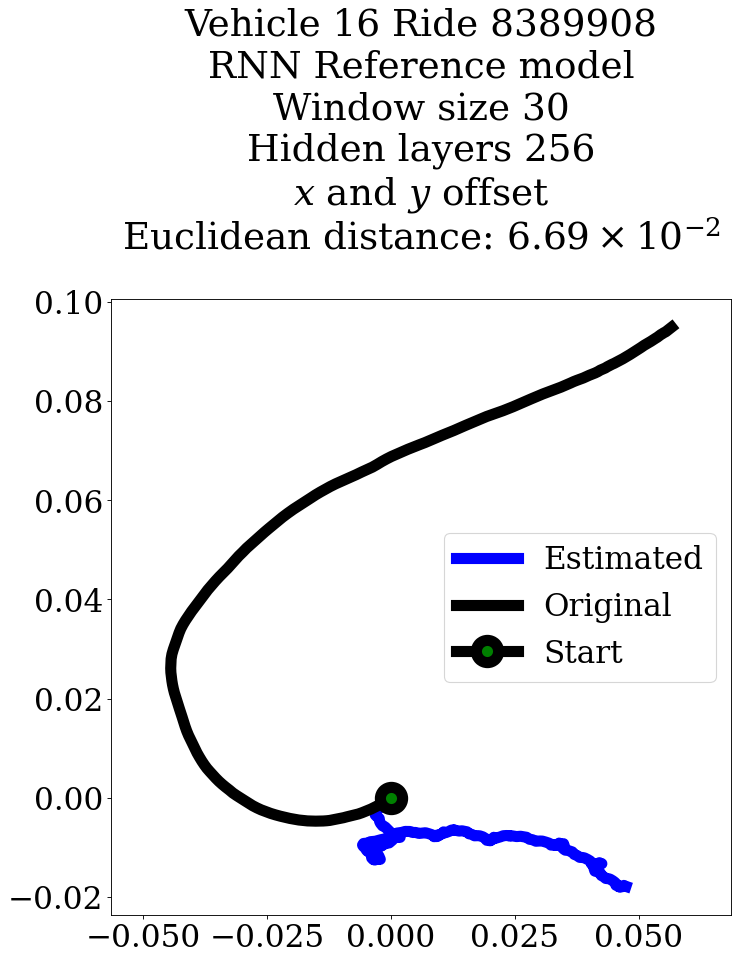 Vehicle 16 Ride 8389908
RNN Reference model
Window size 30
Hidden layers 256
x and y offset
Euclidean distance: 6.69 × 10⁻²
0.10
0.08
0.06
0.04
0.02
0.00
−0.02
Estimated
Original
Start
−0.050 −0.025 0.000 0.025 0.050